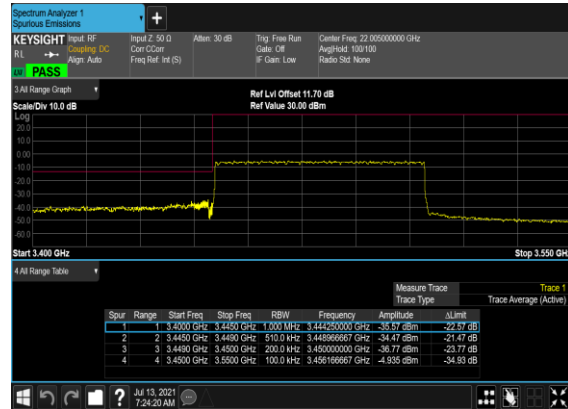 Spectrum Analyzer 1
Spurious Emissions
+
KEYSIGHT Input: RF Input Z: 50 Ω Atten: 30 dB Trig: Free Run Center Freq: 22.005000000 GHz
RL Coupling: DC Corr CCorr Gate: Off Avg|Hold: 100/100
Align: Auto Freq Ref: Int (S) IF Gain: Low Radio Std: None
PASS
3 All Range Graph
Ref Lvl Offset 11.70 dB
Scale/Div 10.0 dB Ref Value 30.00 dBm
Log
20.0
10.0
0.00
-10.0
-20.0
-30.0
-40.0
-50.0
-60.0
Start 3.400 GHz Stop 3.550 GHz
4 All Range Table
Measure Trace Trace 1
Trace Type Trace Average (Active)
Spur Range Start Freq Stop Freq RBW Frequency Amplitude ΔLimit
1 1 3.4000 GHz 3.4450 GHz 1.000 MHz 3.444250000 GHz -35.57 dBm -22.57 dB
2 2 3.4450 GHz 3.4490 GHz 510.0 kHz 3.448966667 GHz -34.47 dBm -21.47 dB
3 3 3.4490 GHz 3.4500 GHz 200.0 kHz 3.450000000 GHz -36.77 dBm -23.77 dB
4 4 3.4500 GHz 3.5500 GHz 100.0 kHz 3.456166667 GHz -4.935 dBm -34.93 dB
? Jul 13, 2021
7:24:20 AM